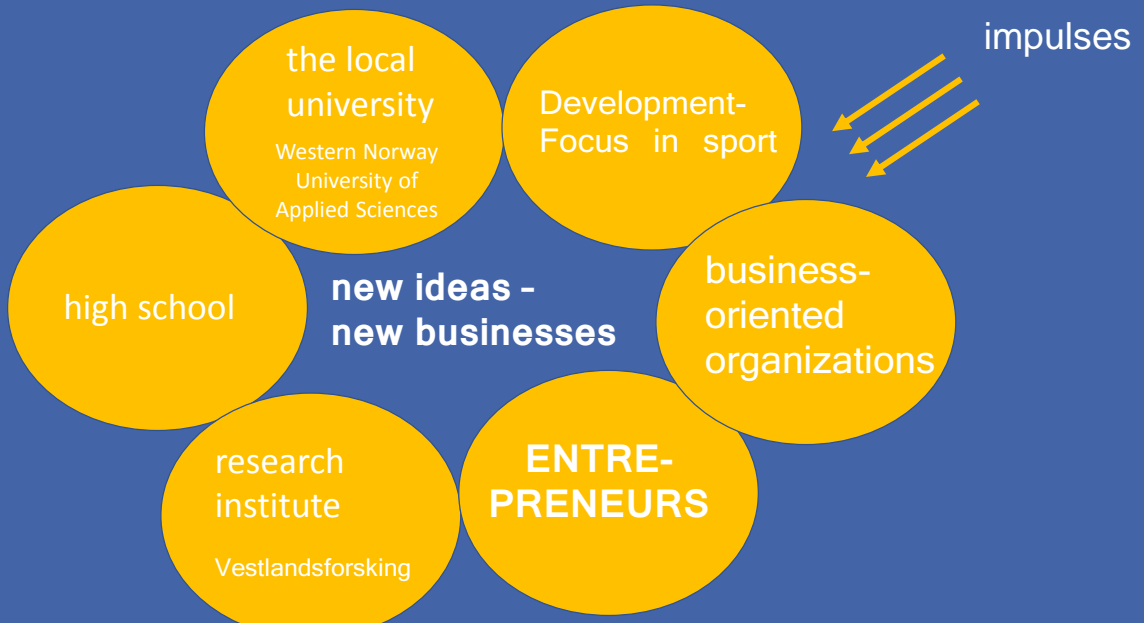 impulses
the local
university
Western Norway
University of
Applied Sciences
Development-
Focus in sport
high school
new ideas -
new businesses
business-
oriented
organizations
research
institute
Vestlandsforsking
ENTRE-
PRENEURS